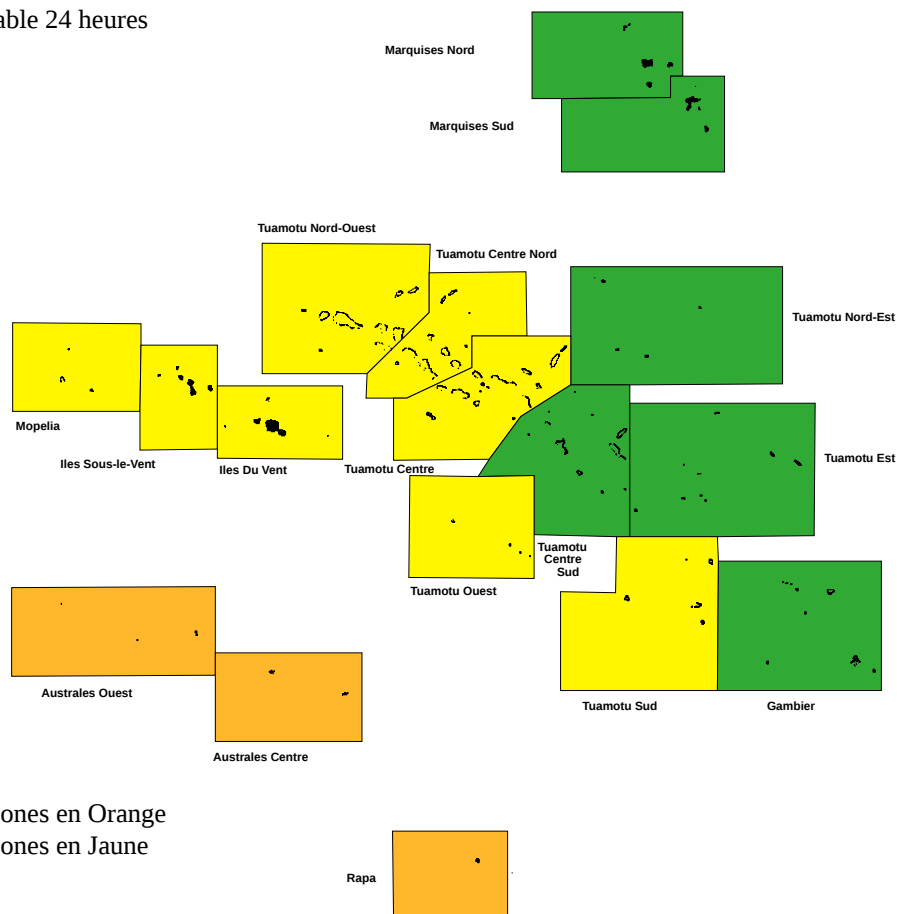 able 24 heures
Marquises Nord
Marquises Sud
Tuamotu Nord-Ouest
Tuamotu Centre Nord
Tuamotu Nord-Est
Mopelia
Iles Sous-le-Vent
Iles Du Vent
Tuamotu Centre
Tuamotu Est
Tuamotu
Centre
Sud
Tuamotu Ouest
Australes Ouest
Tuamotu Sud
Gambier
Australes Centre
ones en Orange
ones en Jaune
Rapa